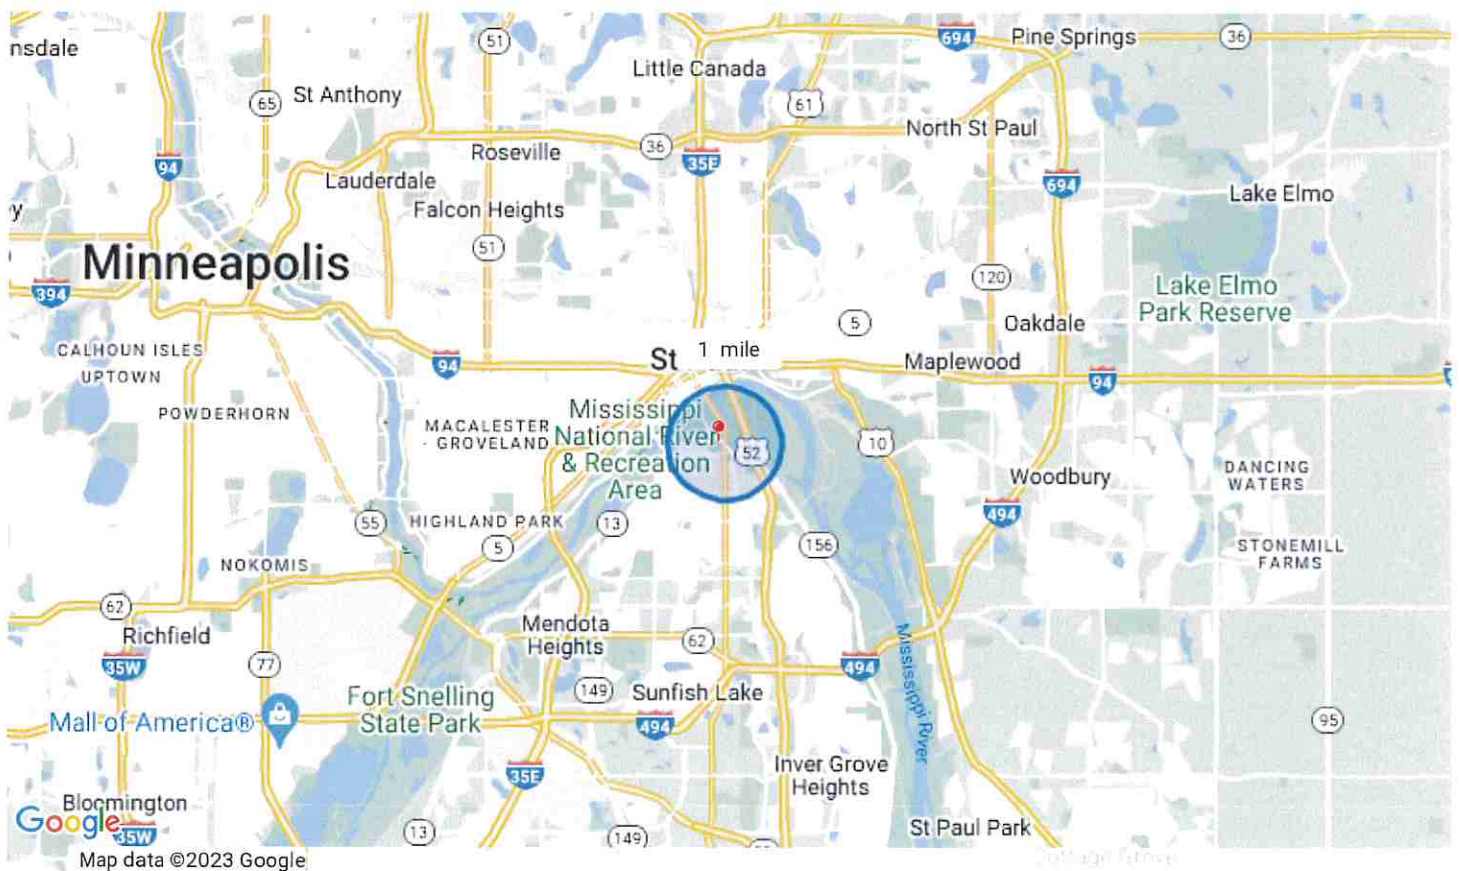 nsdale
51
694
Pine Springs
36
Little Canada
65
St Anthony
61
94
Roseville
36
35E
North St Paul
Lauderdale
694
Lake Elmo
y
Falcon Heights
51
Minneapolis
394
120
Lake Elmo
Park Reserve
5
Oakdale
CALHOUN ISLES
UPTOWN
94
St
1 mile
Maplewood
94
POWDERHORN
MACALESTER
- GROVELAND
Mississippi
National River
& Recreation
Area
52
10
Woodbury
DANCING
WATERS
55
HIGHLAND PARK
13
494
5
156
STONEMILL
FARMS
NOKOMIS
62
Richfield
35W
77
Mendota
Heights
62
494
Mississippi River
149
Sunfish Lake
Fort Snelling
State Park
Mall of America®
494
95
35E
Inver Grove
Heights
Bloomington
Google
35W
13
149
St Paul Park
Map data ©2023 Google
Cottage Grove